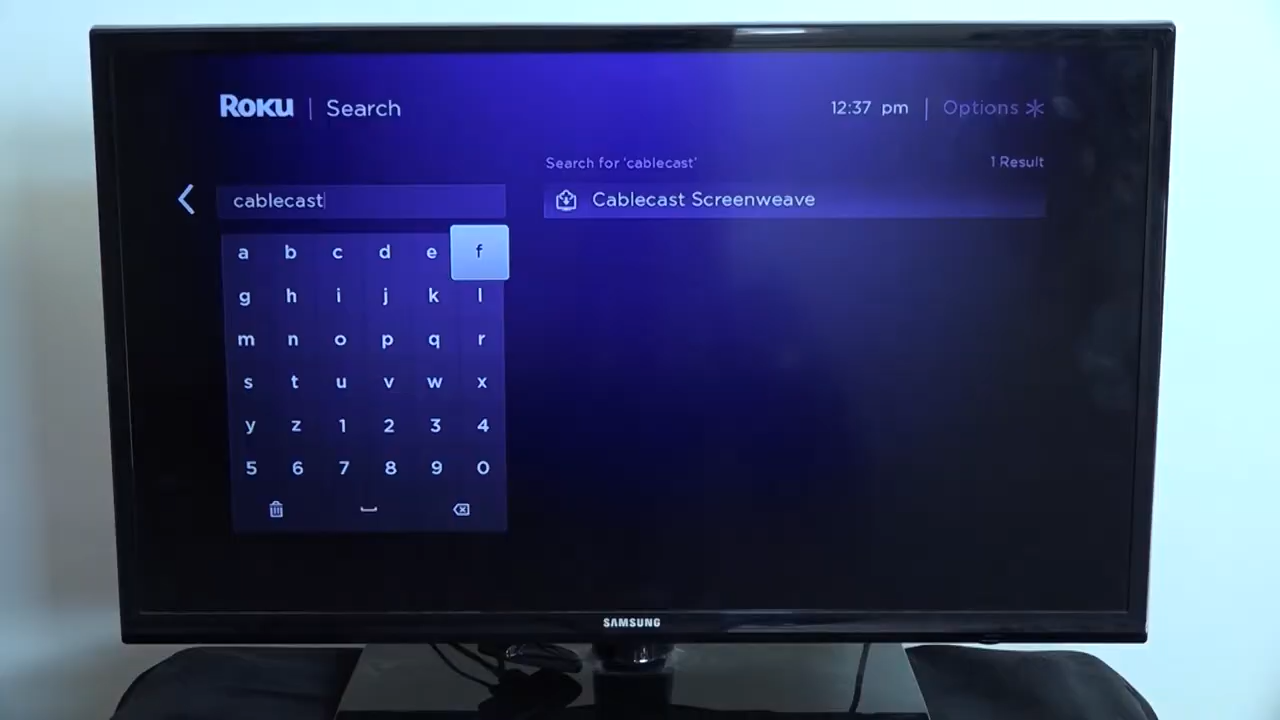 Roku | Search
12:37 pm | Options
Search for 'cablecast'
1 Result
cablecast
Cablecast Screenweave
a b c d e f
g h i j k l
m n o p q r
s t u v w x
y z 1 2 3 4
5 6 7 8 9 0
SAMSUNG